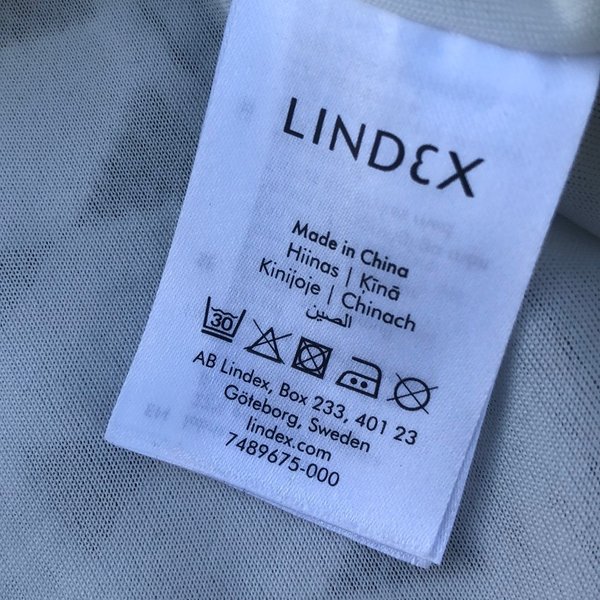 LINDEX
Made in China
Hiinas | Ķīnā
Kinijoje | Chinach
الصين
30
AB Lindex, Box 233, 401 23
Göteborg, Sweden
lindex.com
7489675-000